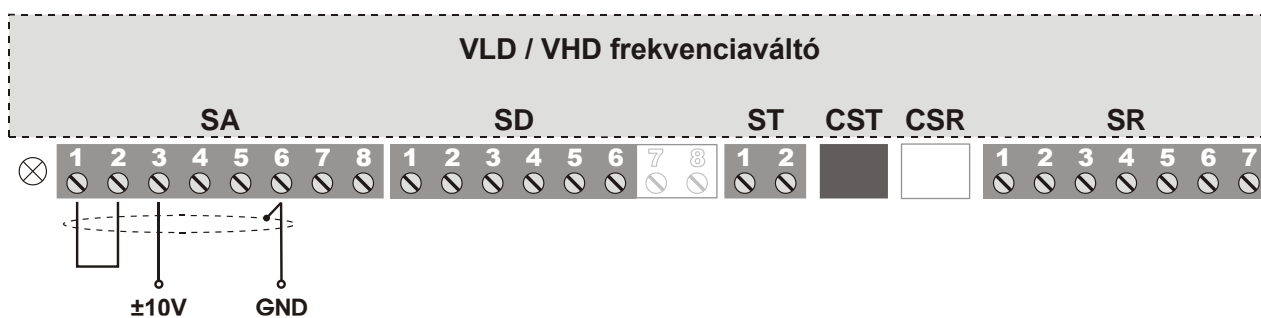 VLD / VHD frekvenciaváltó
SA SD ST CST CSR SR
1 2 3 4 5 6 7 8 1 2 3 4 5 6 7 8 1 2 1 2 3 4 5 6 7
±10V GND